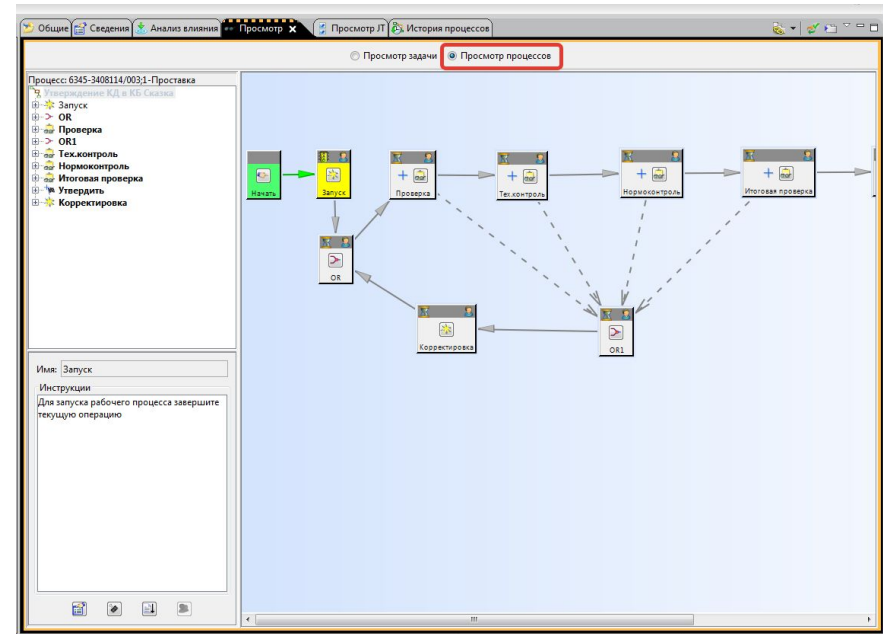 Общие Сведения Анализ влияния Просмотр Просмотр JT История процессов
Просмотр задачи Просмотр процессов
Процесс: 6345-3408114/003;1-Проставка
Утверждение КД в КБ Сказка
Запуск
OR
Проверка
OR1
Тех.контроль
Нормоконтроль
Итоговая проверка
Утвердить
Корректировка
Начать Запуск Проверка Тех.контроль Нормоконтроль Итоговая проверка
OR
Корректировка OR1
Имя: Запуск
Инструкции
Для запуска рабочего процесса завершите
текущую операцию